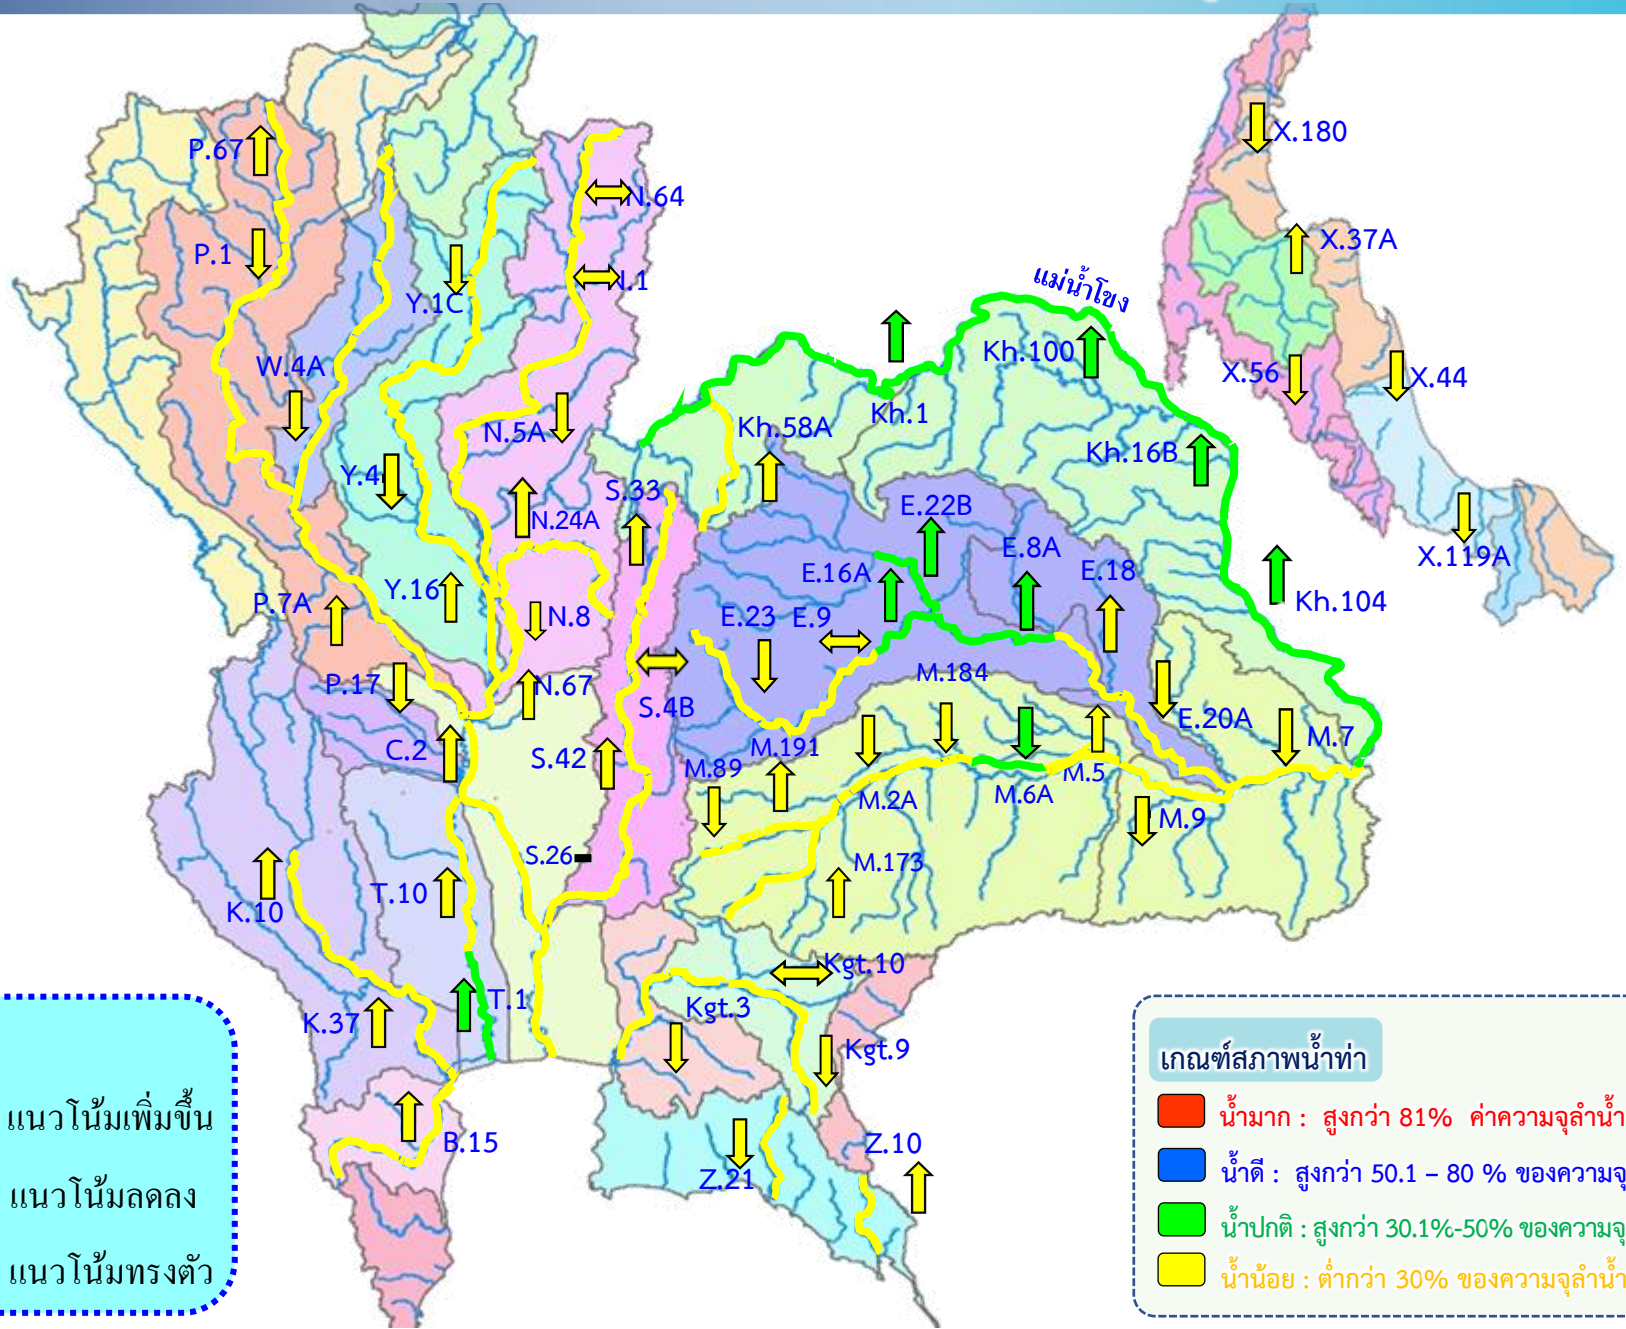 P.67
X.180
N.64
P.1
X.37A
N.1
Y.1C
แม่น้ำโขง
Kh.100
W.4A
X.56
X.44
Kh.1
N.5A
Kh.58A
Kh.16B
Y.4
S.33
N.24A
E.22B
E.8A
X.119A
E.16A
E.18
Y.16
P.7A
Kh.104
N.8
E.23
E.9
M.184
P.17
N.67
S.4B
E.20A
M.7
C.2
S.42
M.191
M.89
M.5
M.2A
M.6A
M.9
S.26
M.173
T.10
K.10
Kgt.10
T.1
Kgt.3
K.37
Kgt.9
B.15
Z.10
Z.21
แนวโน้มเพิ่มขึ้น
แนวโน้มลดลง
แนวโน้มทรงตัว
เกณฑ์สภาพน้ำท่า
น้ำมาก : สูงกว่า 81% ค่าความจุลำน้ำ
น้ำดี : สูงกว่า 50.1 – 80 % ของความจุ
น้ำปกติ : สูงกว่า 30.1%-50% ของความจุ
น้ำน้อย : ต่ำกว่า 30% ของความจุลำน้ำ